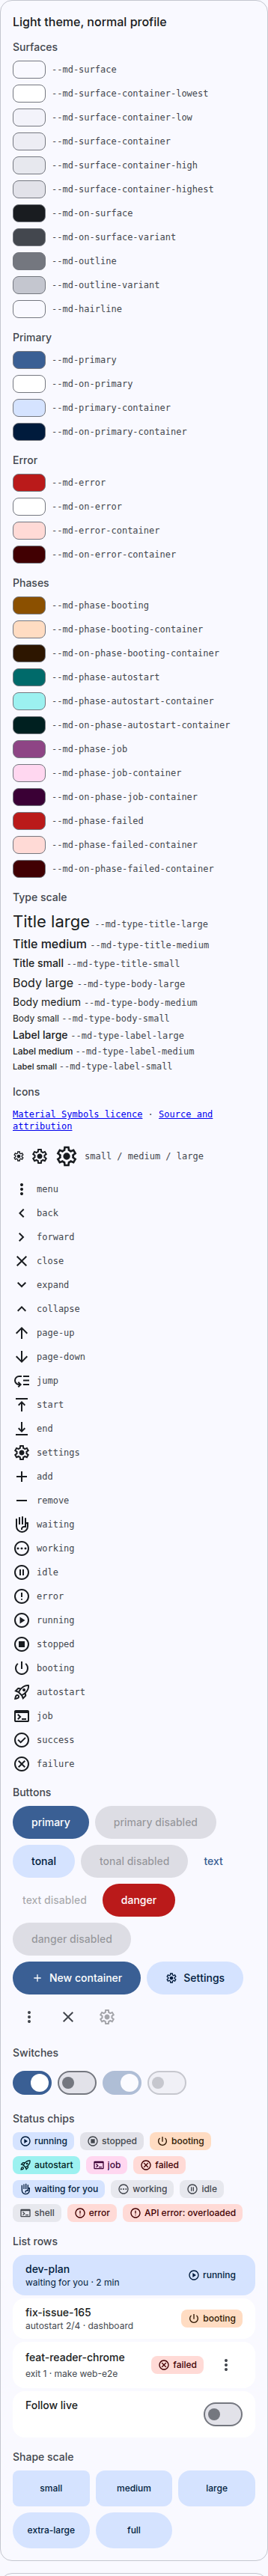 Light theme, normal profile
Surfaces
--md-surface
--md-surface-container-lowest
--md-surface-container-low
--md-surface-container
--md-surface-container-high
--md-surface-container-highest
--md-on-surface
--md-on-surface-variant
--md-outline
--md-outline-variant
--md-hairline
Primary
--md-primary
--md-on-primary
--md-primary-container
--md-on-primary-container
Error
--md-error
--md-on-error
--md-error-container
--md-on-error-container
Phases
--md-phase-booting
--md-phase-booting-container
--md-on-phase-booting-container
--md-phase-autostart
--md-phase-autostart-container
--md-on-phase-autostart-container
--md-phase-job
--md-phase-job-container
--md-on-phase-job-container
--md-phase-failed
--md-phase-failed-container
--md-on-phase-failed-container
Type scale
Title large --md-type-title-large
Title medium --md-type-title-medium
Title small --md-type-title-small
Body large --md-type-body-large
Body medium --md-type-body-medium
Body small --md-type-body-small
Label large --md-type-label-large
Label medium --md-type-label-medium
Label small --md-type-label-small
Icons
Material Symbols licence · Source and
attribution
small / medium / large
menu
back
forward
close
expand
collapse
page-up
page-down
jump
start
end
settings
add
remove
waiting
working
idle
error
running
stopped
booting
autostart
job
success
failure
Buttons
primary primary disabled
tonal tonal disabled text
text disabled danger
danger disabled
New container Settings
Switches
Status chips
running stopped booting
autostart job failed
waiting for you working idle
shell error API error: overloaded
List rows
dev-plan
waiting for you · 2 min
running
fix-issue-165
autostart 2/4 · dashboard
booting
feat-reader-chrome
exit 1 · make web-e2e
failed
Follow live
Shape scale
small medium large
extra-large full